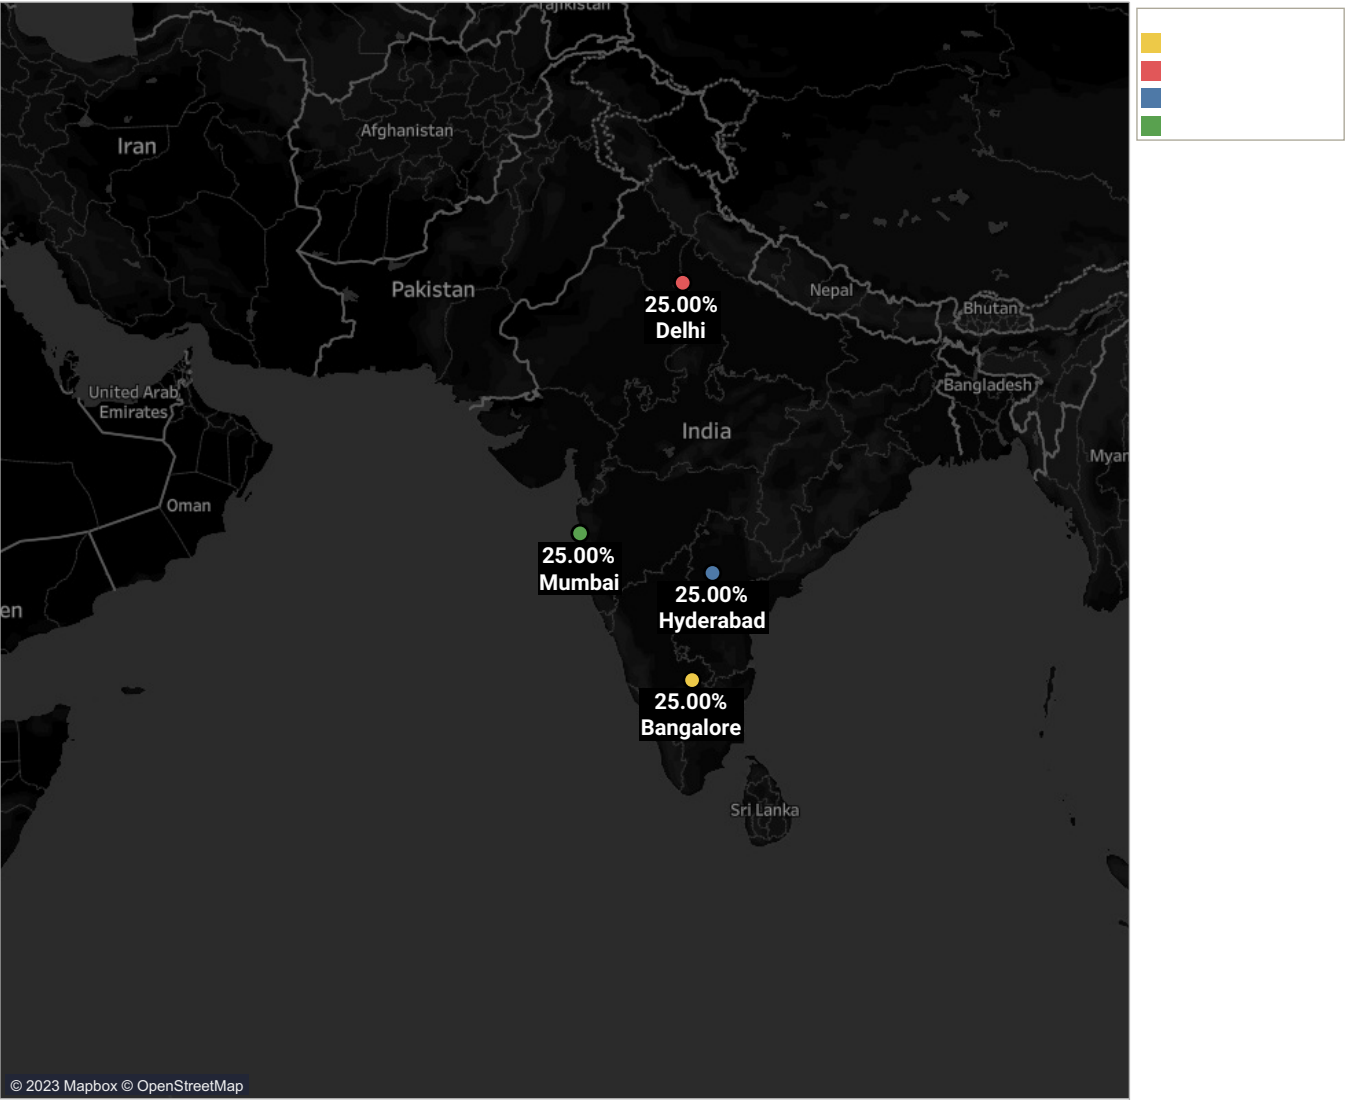 Tajikistan
Afghanistan
Iran
Pakistan
Nepal
Bhutan
25.00%
Delhi
United Arab
Emirates
Bangladesh
India
Myan
Oman
25.00%
Mumbai
25.00%
Hyderabad
en
25.00%
Bangalore
Sri Lanka
© 2023 Mapbox © OpenStreetMap